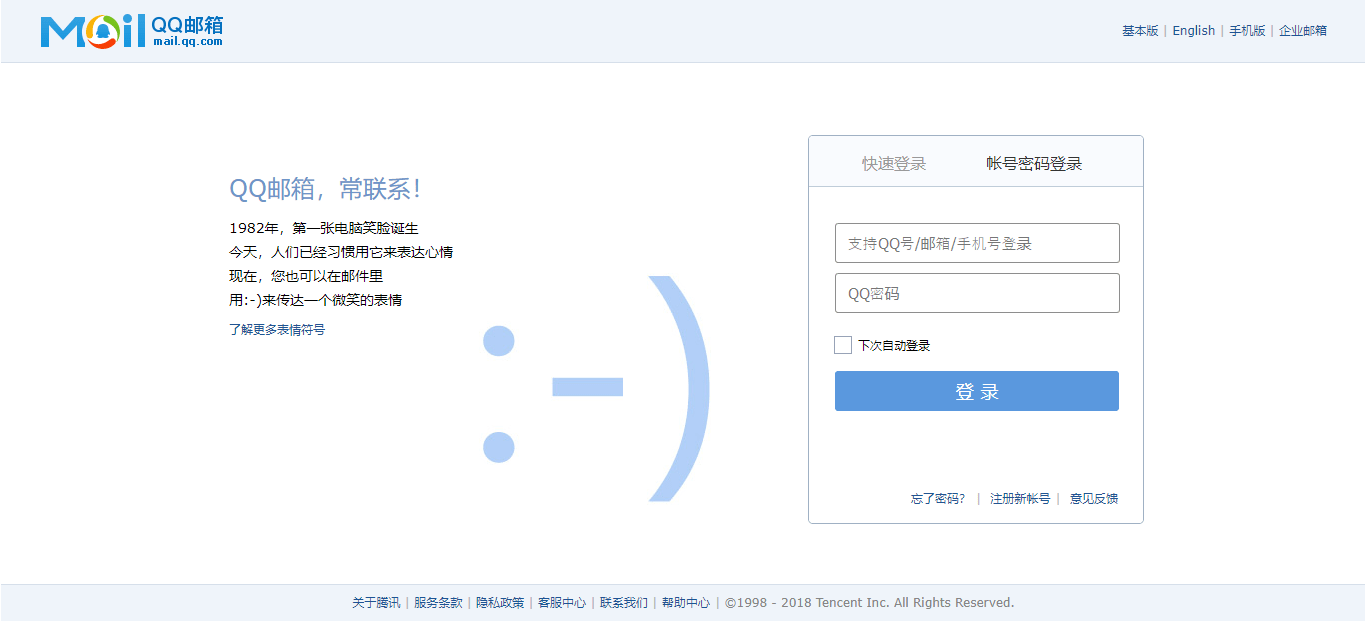 Mail QQ邮箱
mail.qq.com
基本版 | English | 手机版 | 企业邮箱
QQ邮箱，常联系！
1982年，第一张电脑笑脸诞生
今天，人们已经习惯用它来表达心情
现在，您也可以在邮件里
用:-)来传达一个微笑的表情
了解更多表情符号
:-)
快速登录 帐号密码登录
支持QQ号/邮箱/手机号登录
QQ密码
下次自动登录
登 录
忘了密码? | 注册新帐号 | 意见反馈
关于腾讯 | 服务条款 | 隐私政策 | 客服中心 | 联系我们 | 帮助中心 | ©1998 - 2018 Tencent Inc. All Rights Reserved.